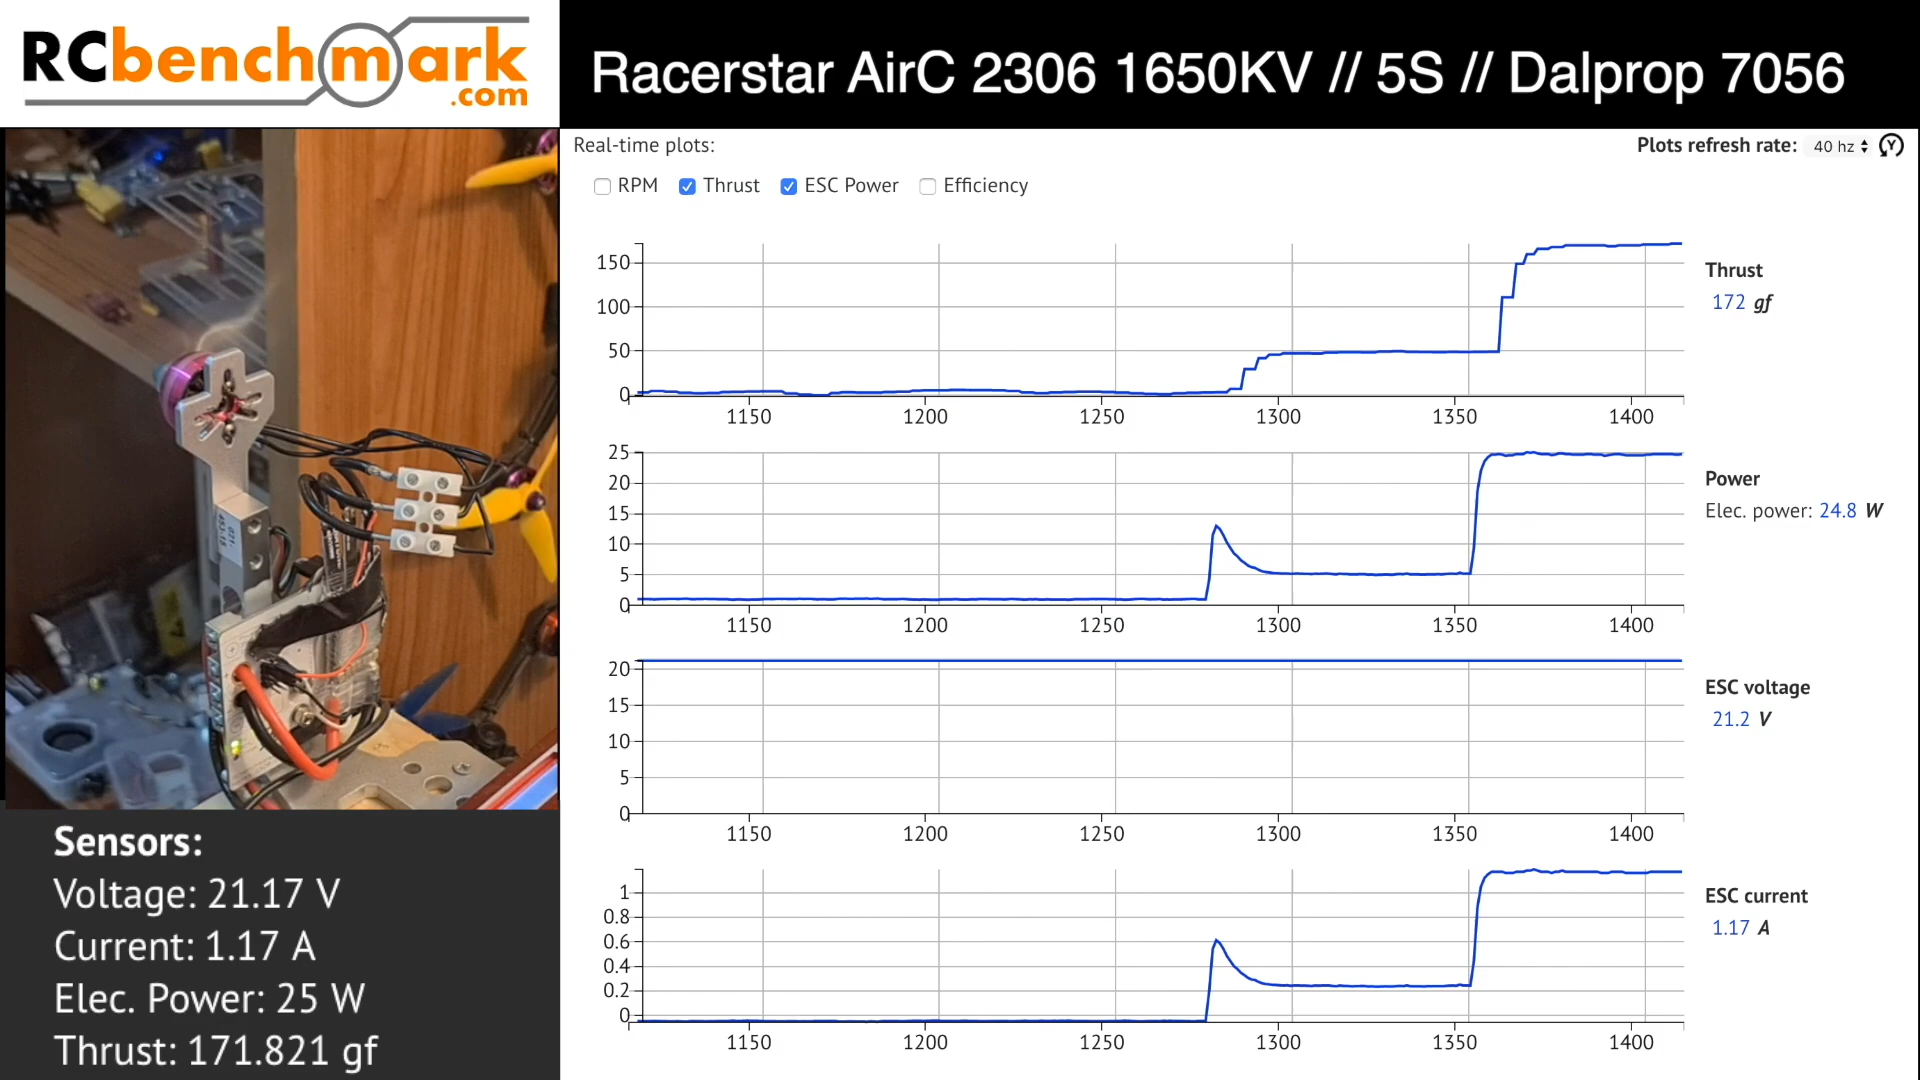 RCbenchmark
.com
Racerstar AirC 2306 1650KV // 5S // Dalprop 7056
Real-time plots:
Plots refresh rate: 40 hz
RPM Thrust ESC Power Efficiency
150
100
50
0
1150 1200 1250 1300 1350 1400
Thrust
172 gf
25
20
15
10
5
0
1150 1200 1250 1300 1350 1400
Power
Elec. power: 24.8 W
20
15
10
5
0
1150 1200 1250 1300 1350 1400
ESC voltage
21.2 V
1
0.8
0.6
0.4
0.2
0
1150 1200 1250 1300 1350 1400
ESC current
1.17 A
Sensors:
Voltage: 21.17 V
Current: 1.17 A
Elec. Power: 25 W
Thrust: 171.821 gf